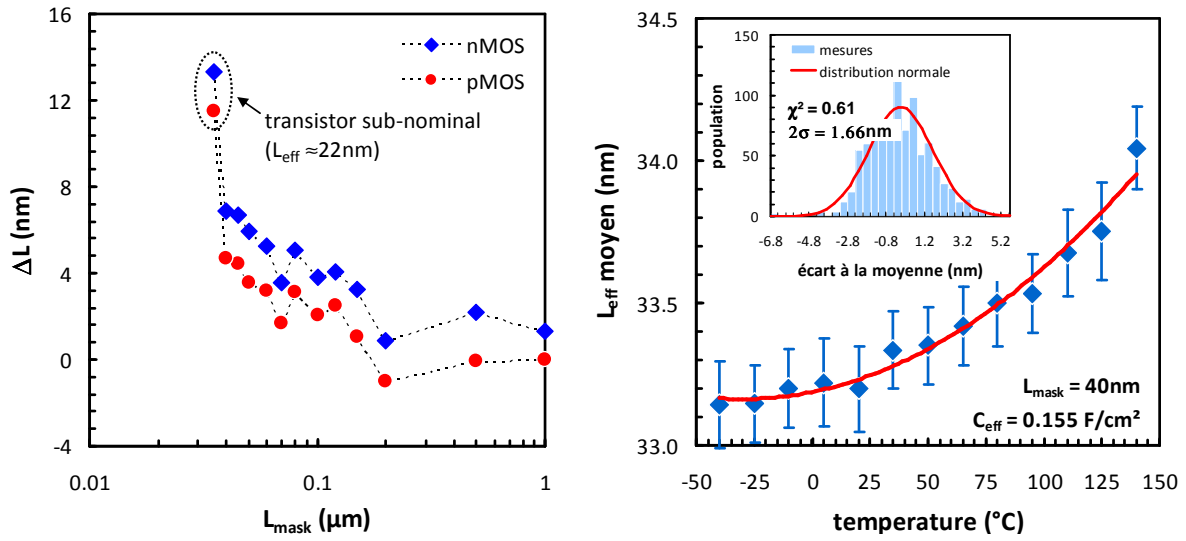 16
12
8
4
0
-4
ΔL (nm)
nMOS
pMOS
transistor sub-nominal
(Leff ≈22nm)
0.01
0.1
1
Lmask (µm)
34.5
34.0
33.5
33.0
Leff moyen (nm)
150
100
50
0
population
mesures
distribution normale
χ² = 0.61
2σ = 1.66nm
-6.8 -4.8 -2.8 -0.8 1.2 3.2 5.2
écart à la moyenne (nm)
Lmask = 40nm
Ceff = 0.155 F/cm²
-50 -25 0 25 50 75 100 125 150
temperature (°C)